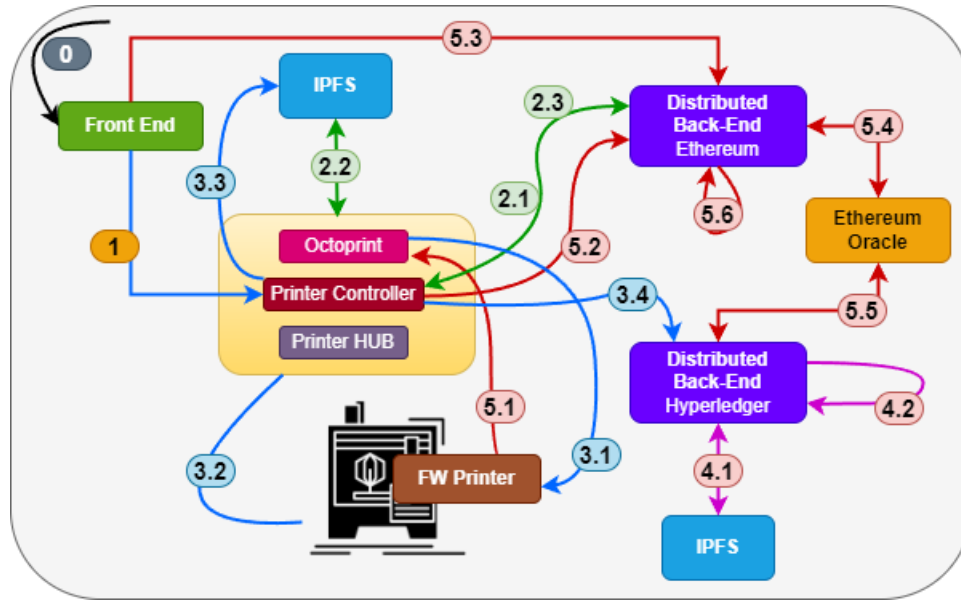 0
5.3
Front End
IPFS
2.3
Distributed
Back-End
Ethereum
5.4
2.2
3.3
2.1
5.6
Ethereum
Oracle
1
Octoprint
5.2
Printer Controller
3.4
5.5
Printer HUB
Distributed
Back-End
Hyperledger
5.1
4.2
3.2
3.1
FW Printer
4.1
IPFS